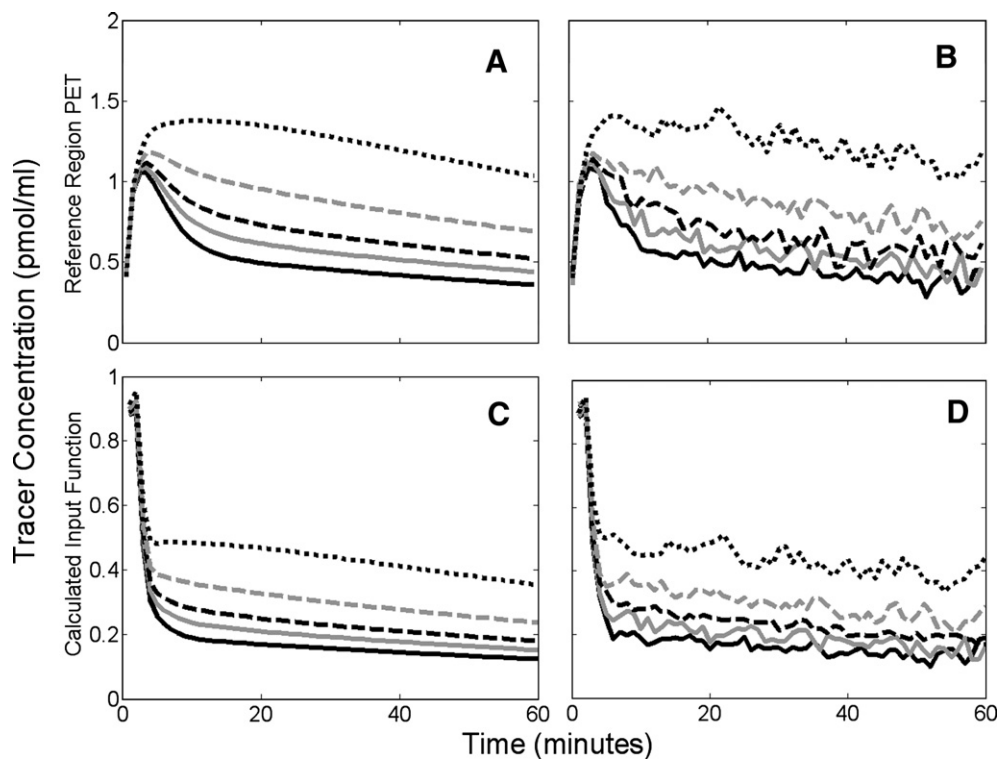 Tracer Concentration (pmol/ml)
Reference Region PET
2
1.5
1
0.5
0
A
B
Calculated Input Function
1
0.8
0.6
0.4
0.2
0
C
D
0 20 40 60
0 20 40 60
Time (minutes)